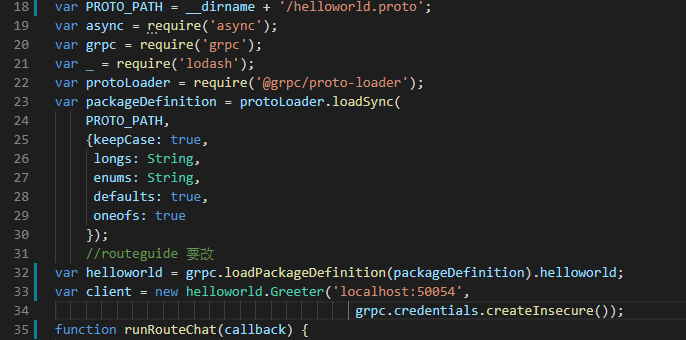 18 var PROTO_PATH = __dirname + '/helloworld.proto';
19 var async = require('async');
20 var grpc = require('grpc');
21 var _ = require('lodash');
22 var protoLoader = require('@grpc/proto-loader');
23 var packageDefinition = protoLoader.loadSync(
24     PROTO_PATH,
25     {keepCase: true,
26      longs: String,
27      enums: String,
28      defaults: true,
29      oneofs: true
30     });
31     //routeguide 要改
32 var helloworld = grpc.loadPackageDefinition(packageDefinition).helloworld;
33 var client = new helloworld.Greeter('localhost:50054',
34                                        grpc.credentials.createInsecure());
35 function runRouteChat(callback) {